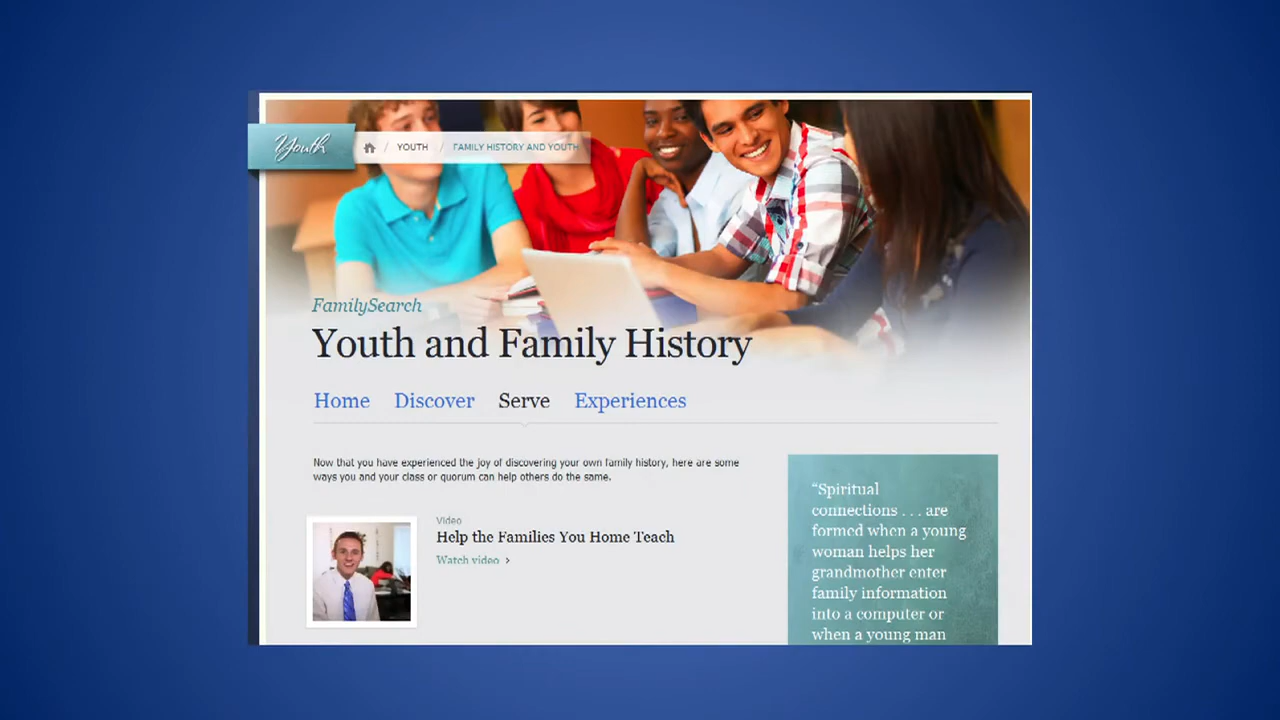 Youth
/ YOUTH / FAMILY HISTORY AND YOUTH
FamilySearch
Youth and Family History
Home Discover Serve Experiences
Now that you have experienced the joy of discovering your own family history, here are some
ways you and your class or quorum can help others do the same.
Video
Help the Families You Home Teach
Watch video >
“Spiritual
connections . . . are
formed when a young
woman helps her
grandmother enter
family information
into a computer or
when a young man